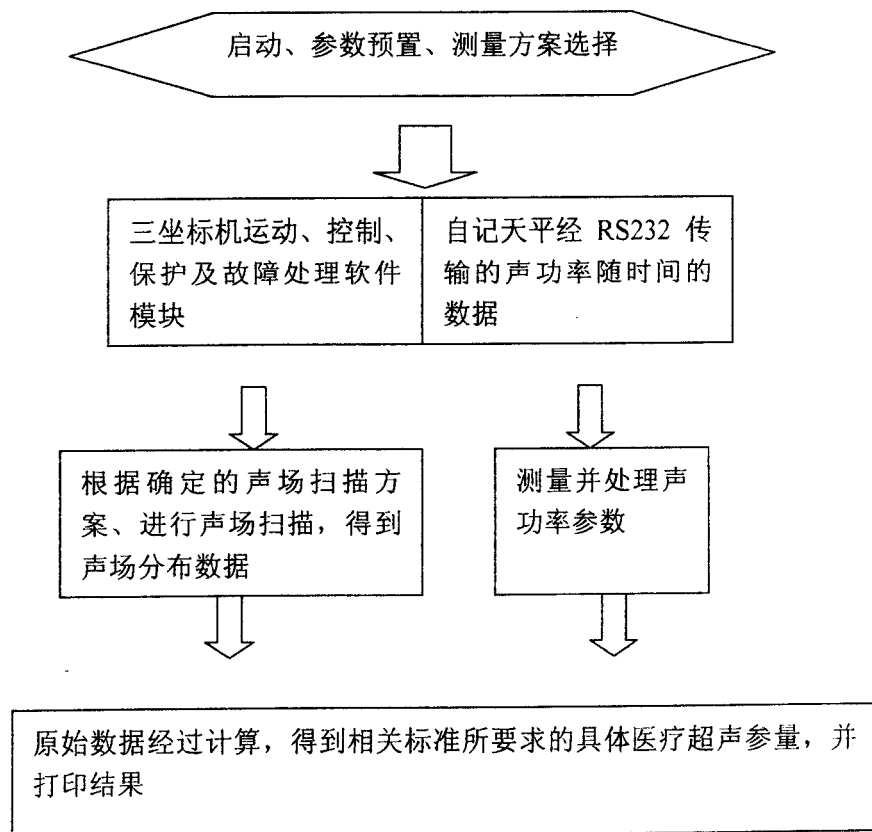 启动、参数预置、测量方案选择
三坐标机运动、控制、
保护及故障处理软件
模块
自记天平经 RS232 传
输的声功率随时间的
数据
根据确定的声场扫描方
案、进行声场扫描，得到
声场分布数据
测量并处理声
功率参数
原始数据经过计算，得到相关标准所要求的具体医疗超声参量，并
打印结果